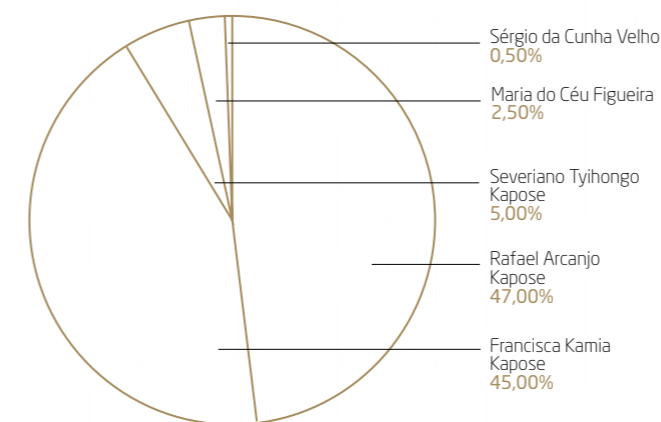 Sérgio da Cunha Velho
0,50%
Maria do Céu Figueira
2,50%
Severiano Tyihongo
Kapose
5,00%
Rafael Arcanjo
Kapose
47,00%
Francisca Kamia
Kapose
45,00%